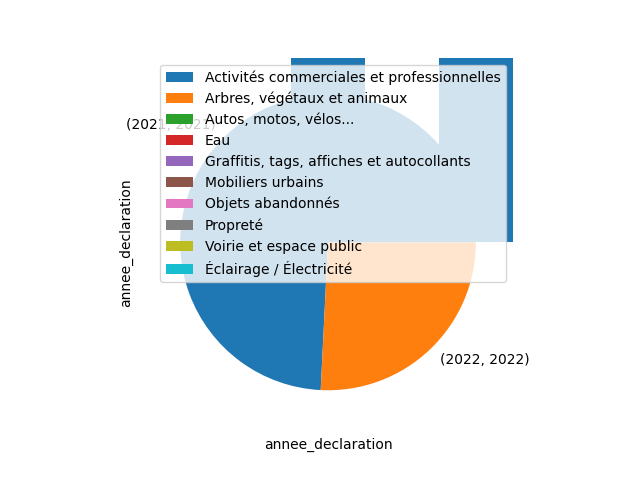 Activités commerciales et professionnelles
Arbres, végétaux et animaux
Autos, motos, vélos...
Eau
Graffitis, tags, affiches et autocollants
Mobiliers urbains
Objets abandonnés
Propreté
Voirie et espace public
Éclairage / Électricité
(2021, 2021)
annee_declaration
(2022, 2022)
annee_declaration